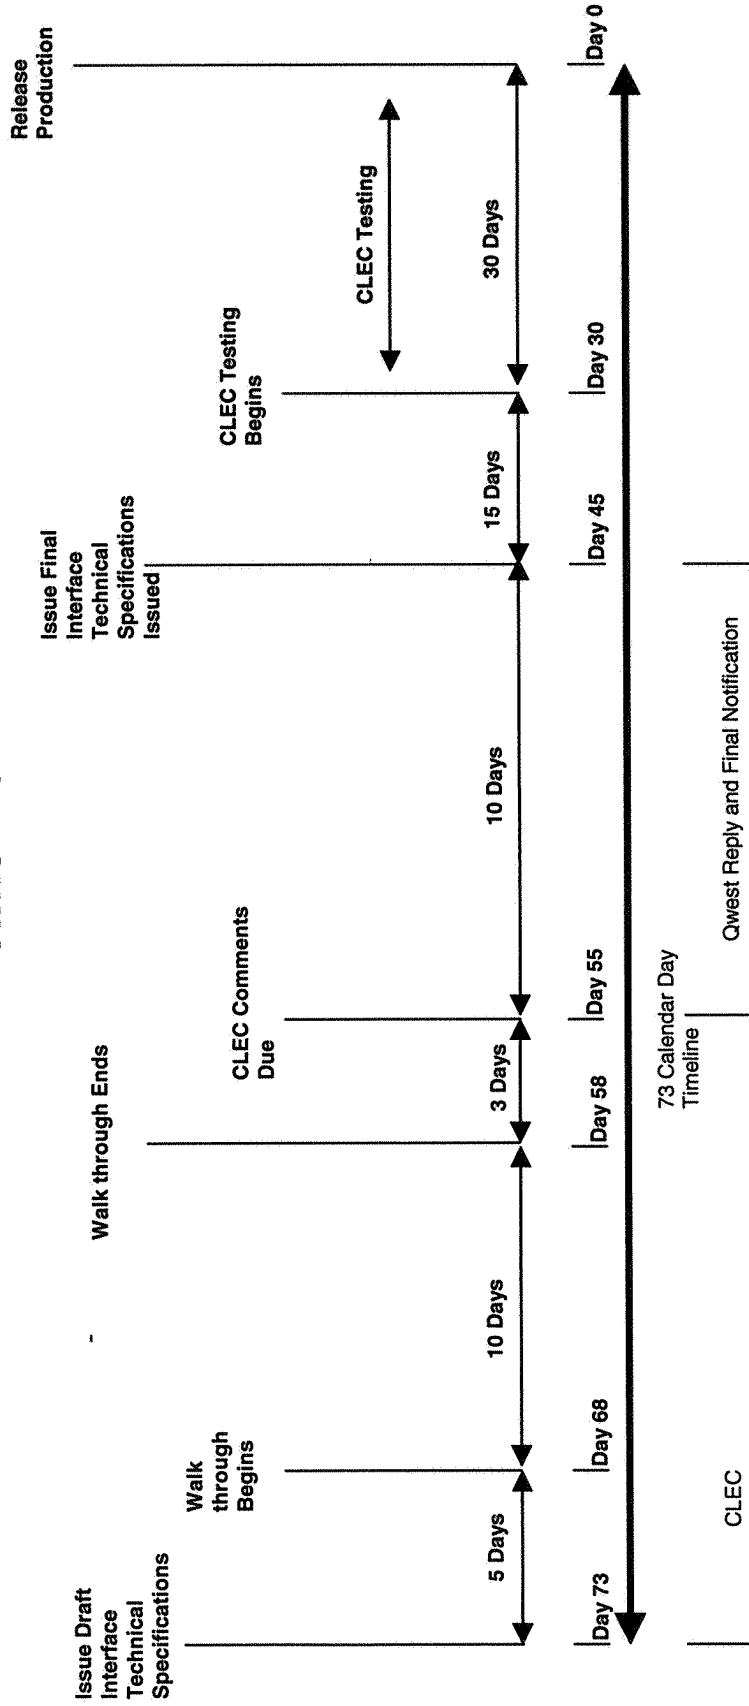 Issue Draft
Interface
Technical
Specifications
Walk
through
Begins
Walk through Ends
CLEC Comments
Due
Issue Final
Interface
Technical
Specifications
Issued
CLEC Testing
Begins
CLEC Testing
Release
Production
5 Days
10 Days
3 Days
10 Days
15 Days
30 Days
Day 73
Day 68
Day 58
Day 55
Day 45
Day 30
Day 0
73 Calendar Day
Timeline
CLEC
Qwest Reply and Final Notification